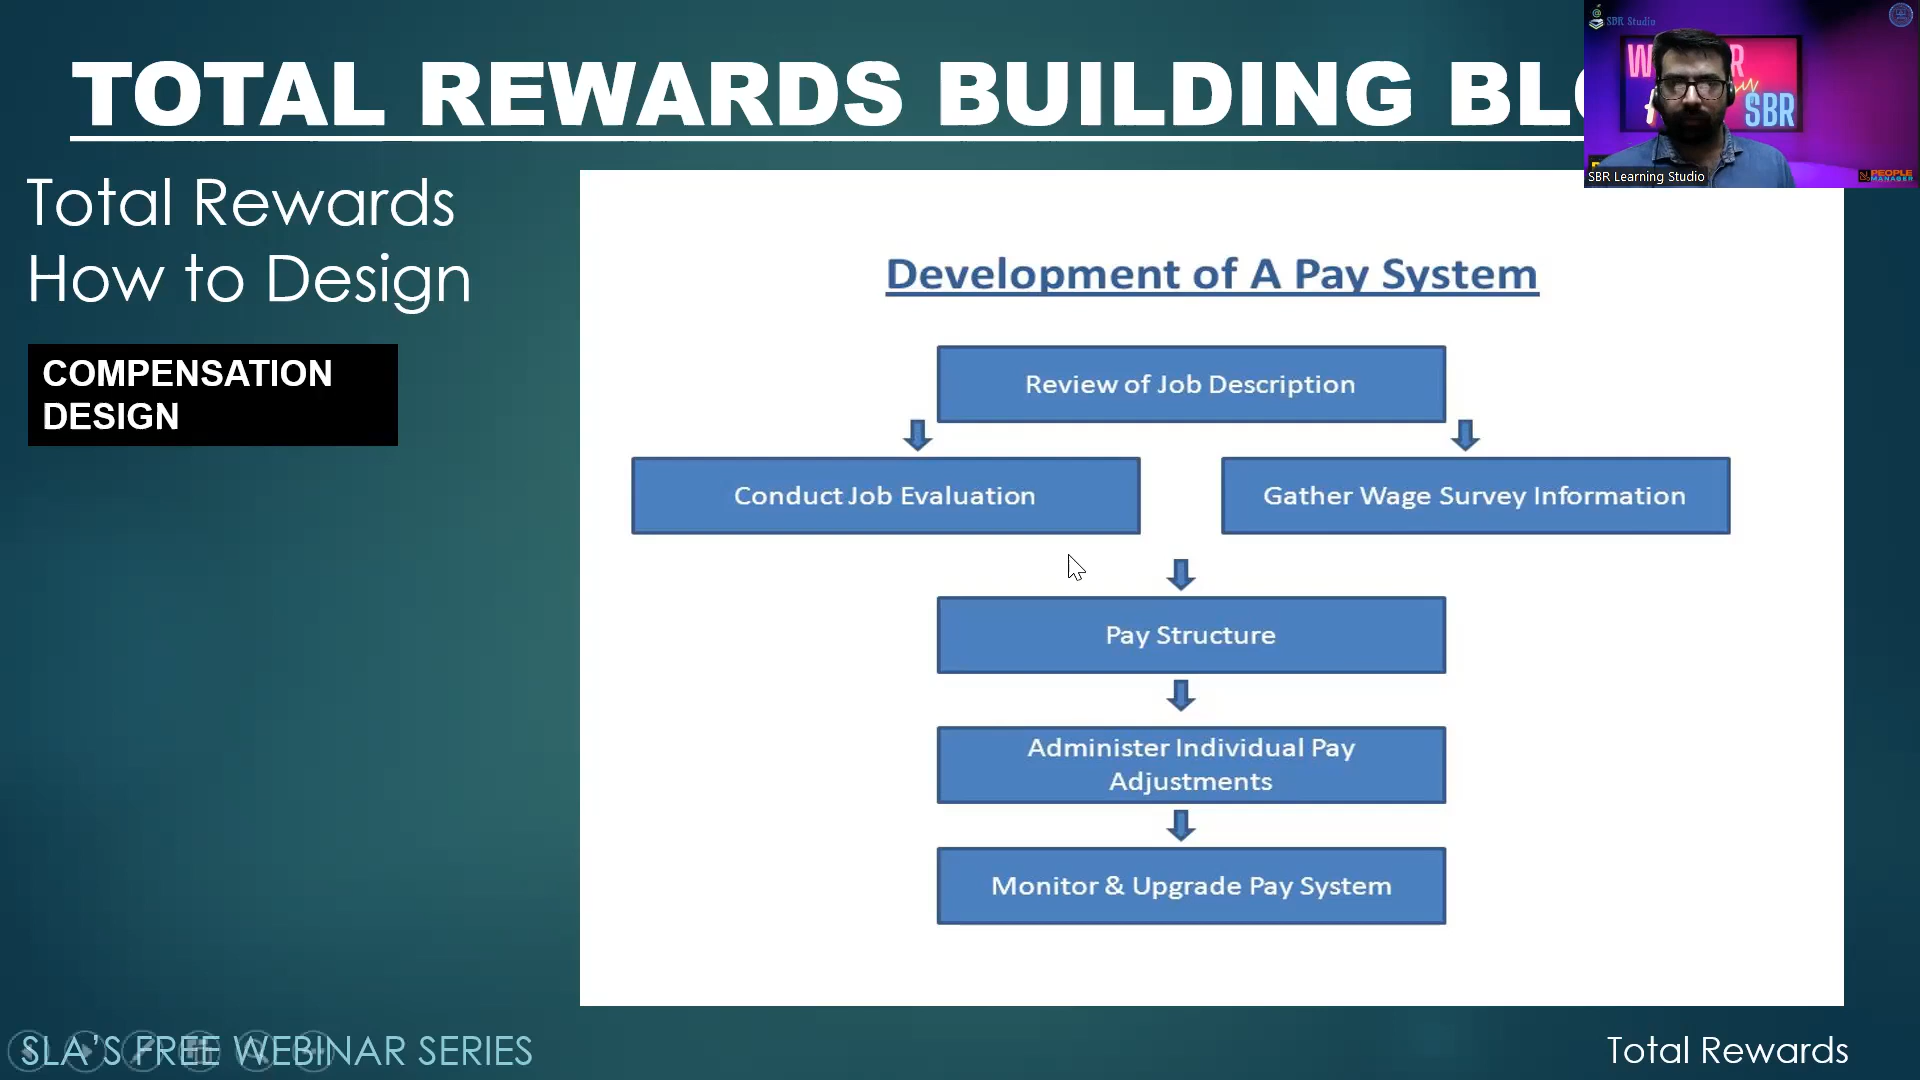 TOTAL REWARDS BUILDING
Total Rewards
How to Design
COMPENSATION
DESIGN
Development of A Pay System
Review of Job Description
Conduct Job Evaluation
Gather Wage Survey Information
Pay Structure
Administer Individual Pay
Adjustments
Monitor & Upgrade Pay System
SLA'S FREE WEBINAR SERIES
Total Rewards
SBR Studio
SBR
SBR Learning Studio
PEOPLE
MANAGER